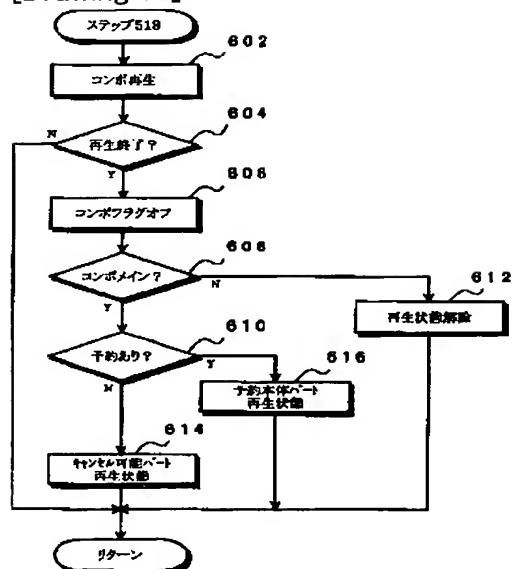 ステップ518
602
コンボ再生
604
再生終了?
N
Y
606
コンボフラグオフ
608
コンボメイン?
N
Y
612
再生状態解除
610
予約あり?
Y
N
616
予約本体パート
再生状態
614
キャンセル可能パート
再生状態
リターン